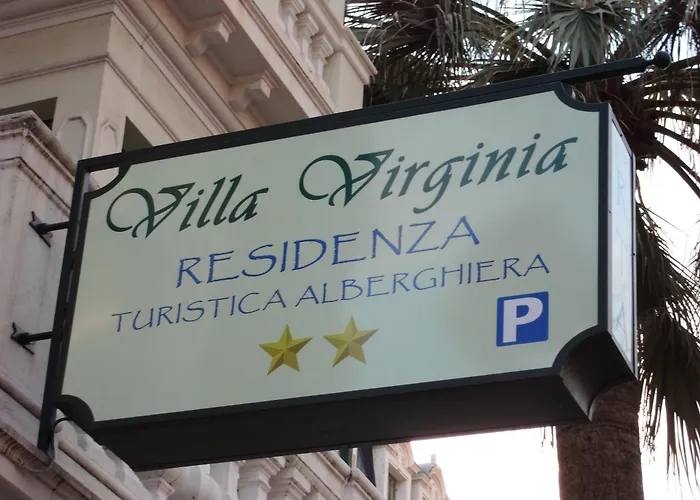 Villa Virginia
RESIDENZA
TURISTICA ALBERGHIERA
P